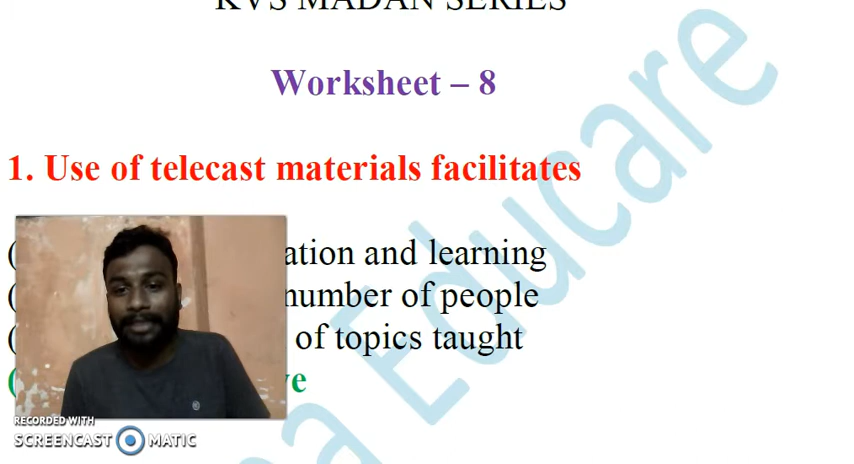 KVS MADAN SERIES
Worksheet – 8
1. Use of telecast materials facilitates
( ation and learning
( number of people
( of topics taught
( ve
Educare
a
RECORDED WITH
SCREENCAST MATIC